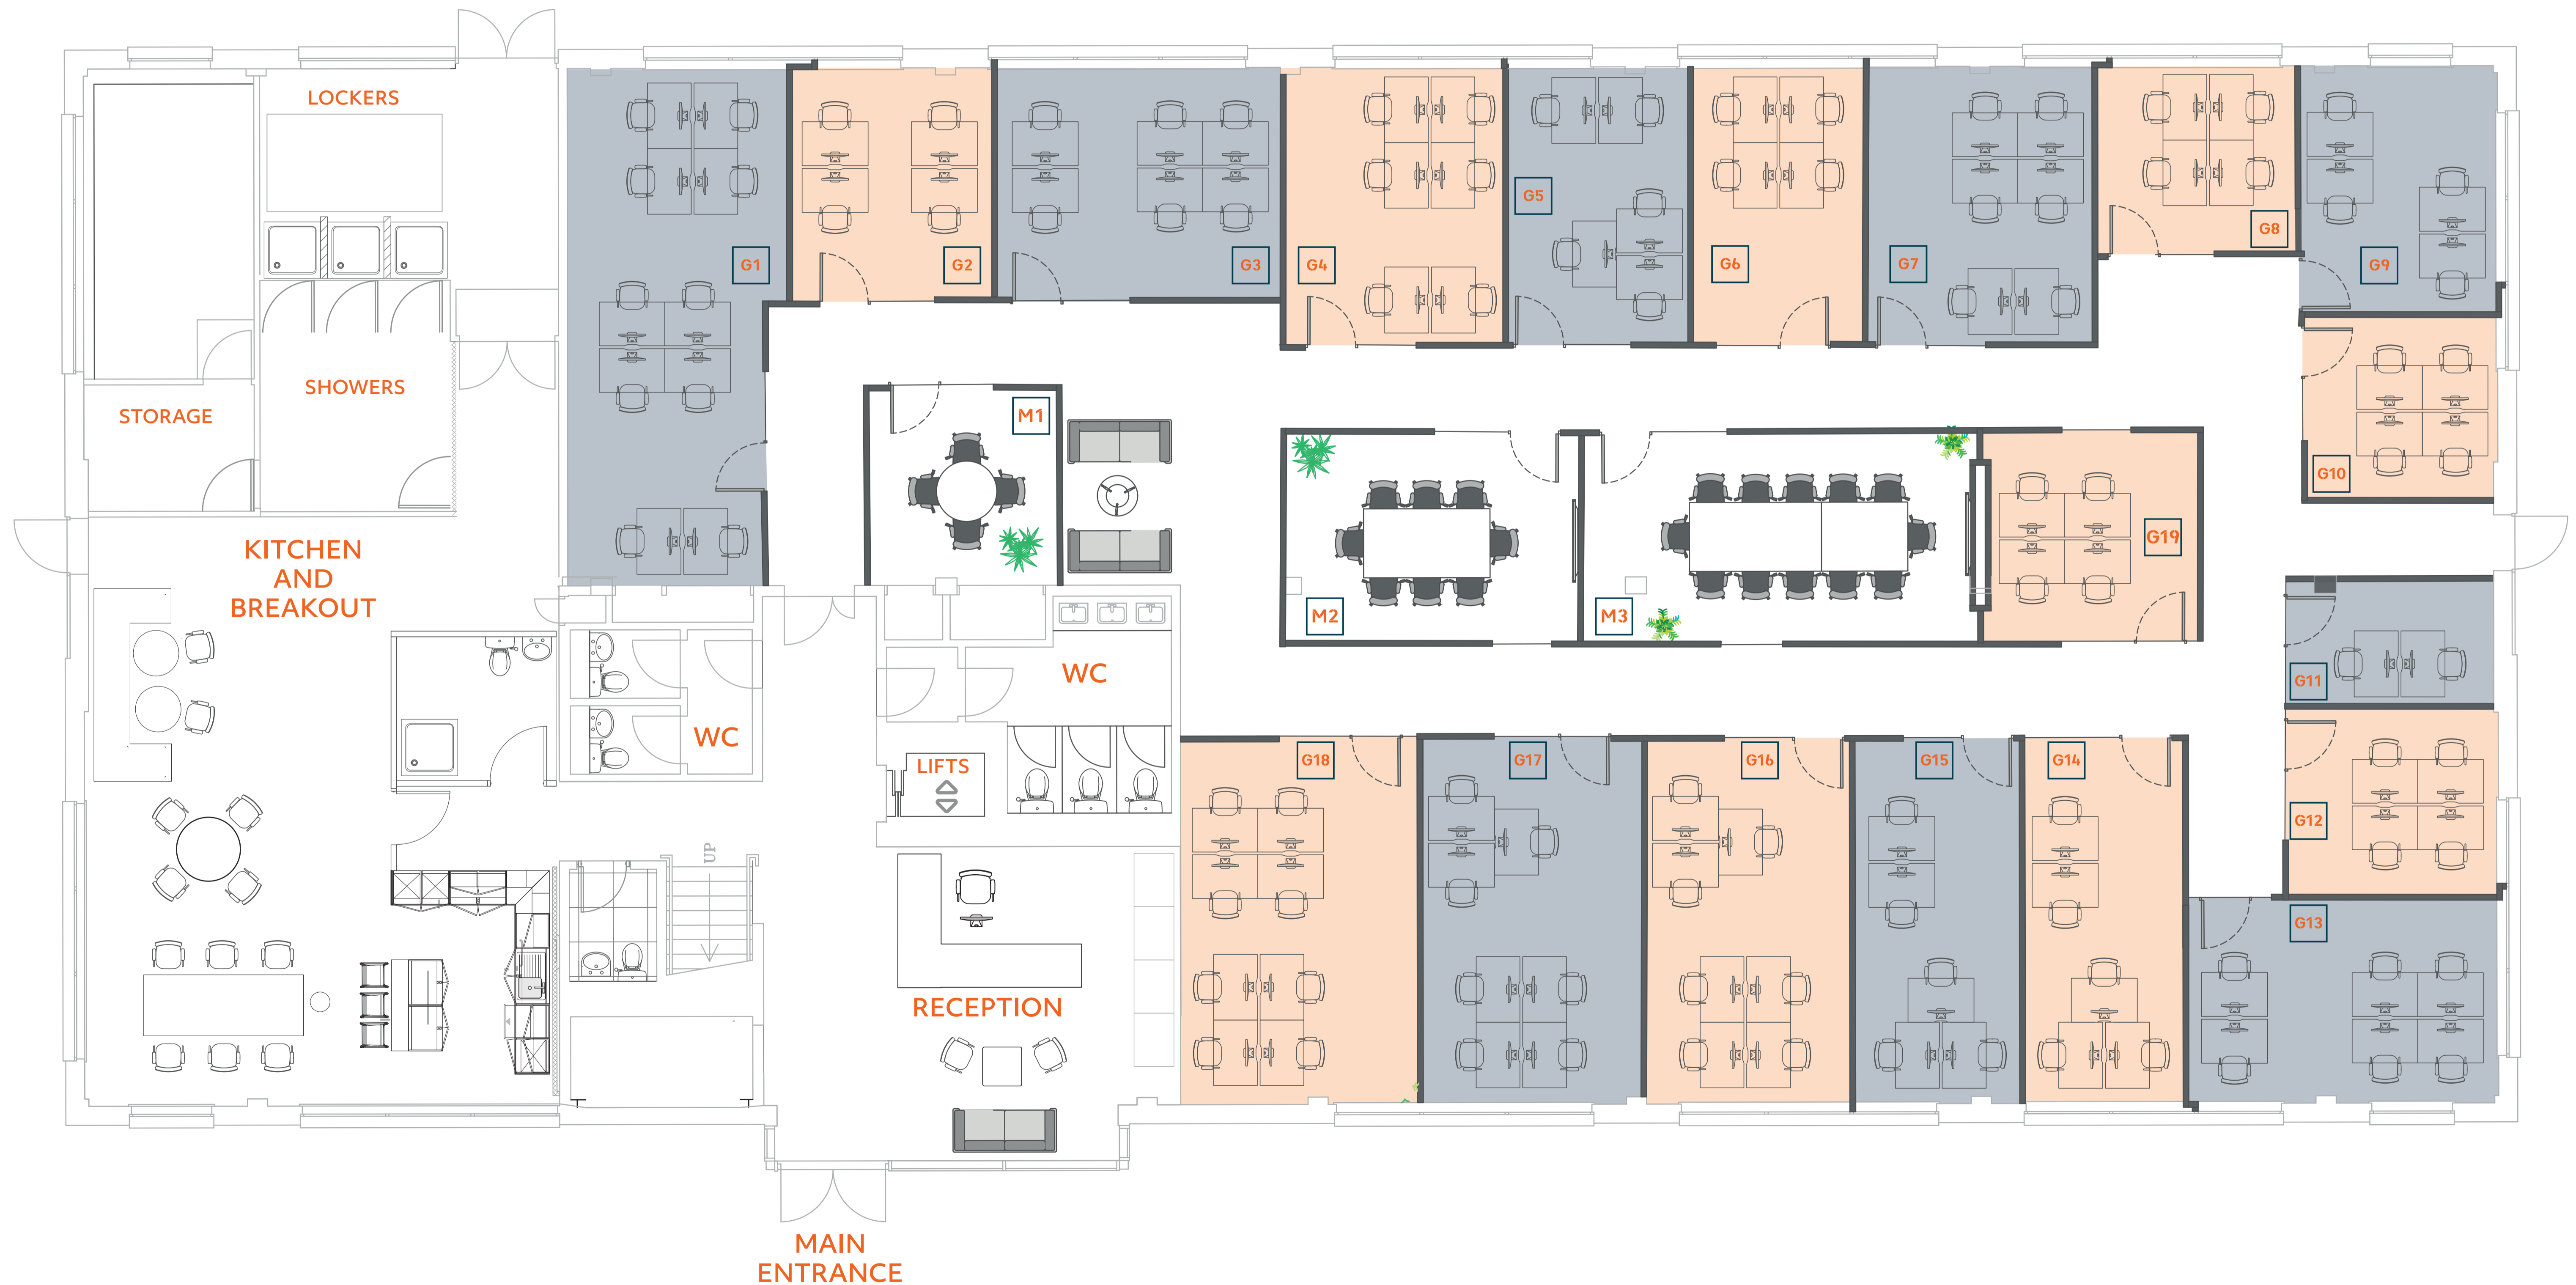 LOCKERS
G1
G2
G3
G4
G5
G6
G7
G8
G9
SHOWERS
STORAGE
M1
G10
KITCHEN
AND
BREAKOUT
G19
M2
M3
WC
G11
WC
LIFTS
G18
G17
G16
G15
G14
G12
UP
G13
RECEPTION
MAIN
ENTRANCE